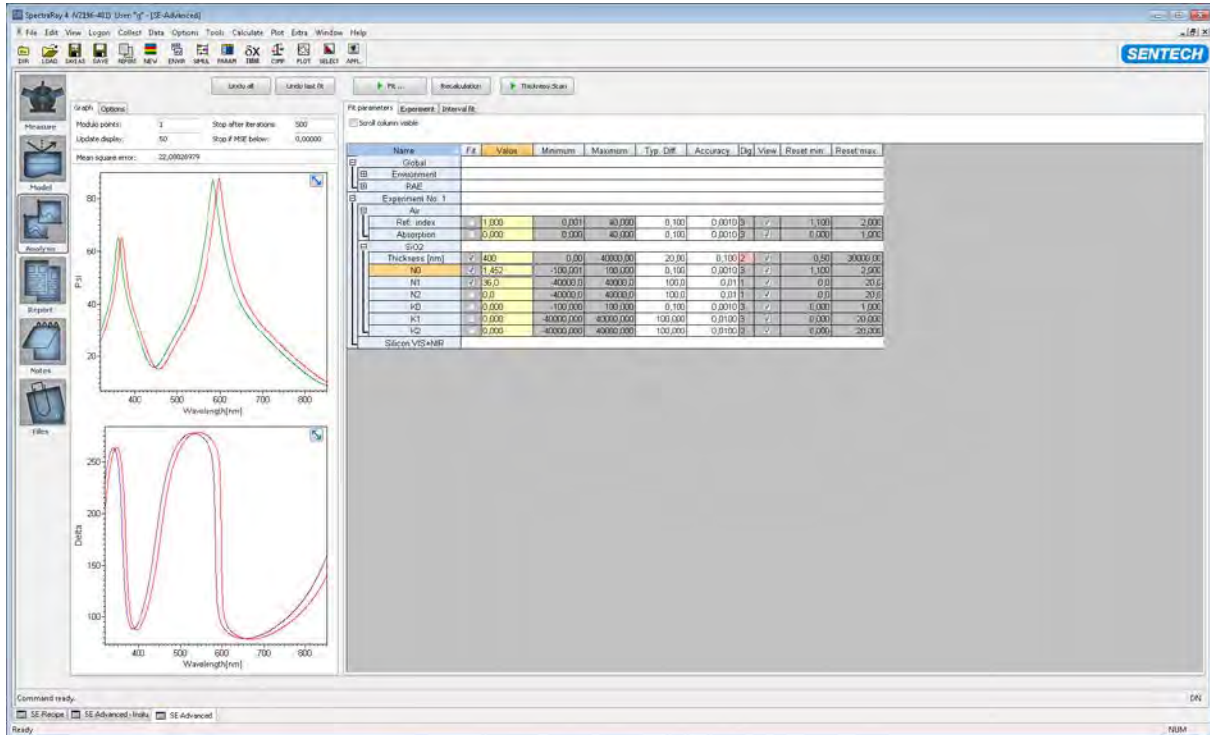 SpectraRay 4 /V2196-401) User: "q" - [SE-Advanced]
File Edit View Logon Collect Data Options Tools Calculate Plot Extra Window Help
δx
DIR LOAD SAVEAS SAVE REPORT NEW ENVIR SIMUL PARAM COMP PLOT SELECT APPL.
SENTECH
Undo all Undo last fit Fit ... Recalculation Thickness Scan
Graph Options Fit parameters Experiment Interval fit
Modulo points: 1 Stop after iterations: 500 Scroll column visible
Update display: 50 Stop if MSE below: 0,00000
Mean square error: 22,00020979
Measure
Model
Analysis
Report
Notes
Files
Name Fit Value Minimum Maximum Typ. Diff. Accuracy Dig View Reset min. Reset max.
Global
Environment
PAE
Experiment No. 1
Air
Ref. index 1,000 0,001 40,000 0,100 0,0010 3 1,100 2,000
Absorption 0,000 0,000 40,000 0,100 0,0010 3 0,000 1,000
SiO2
Thickness [nm] 400 0,00 40000,00 20,00 0,100 2 0,50 30000,00
N0 1,452 -100,001 100,000 0,100 0,0010 3 1,100 2,000
N1 36,0 -40000,0 40000,0 100,0 0,01 1 0,0 20,0
N2 0,0 -40000,0 40000,0 100,0 0,01 1 0,0 20,0
K0 0,000 -100,000 100,000 0,100 0,0010 3 0,000 1,000
K1 0,000 -40000,000 40000,000 100,000 0,0100 3 0,000 20,000
K2 0,000 -40000,000 40000,000 100,000 0,0100 3 0,000 20,000
Silicon VIS+NIR
Psi
80
60
40
20
400 500 600 700 800
Wavelength[nm]
Delta
250
200
150
100
400 500 600 700 800
Wavelength[nm]
Command ready. ON
SE-Recipe SE-Advanced-Insitu SE-Advanced
Ready NUM